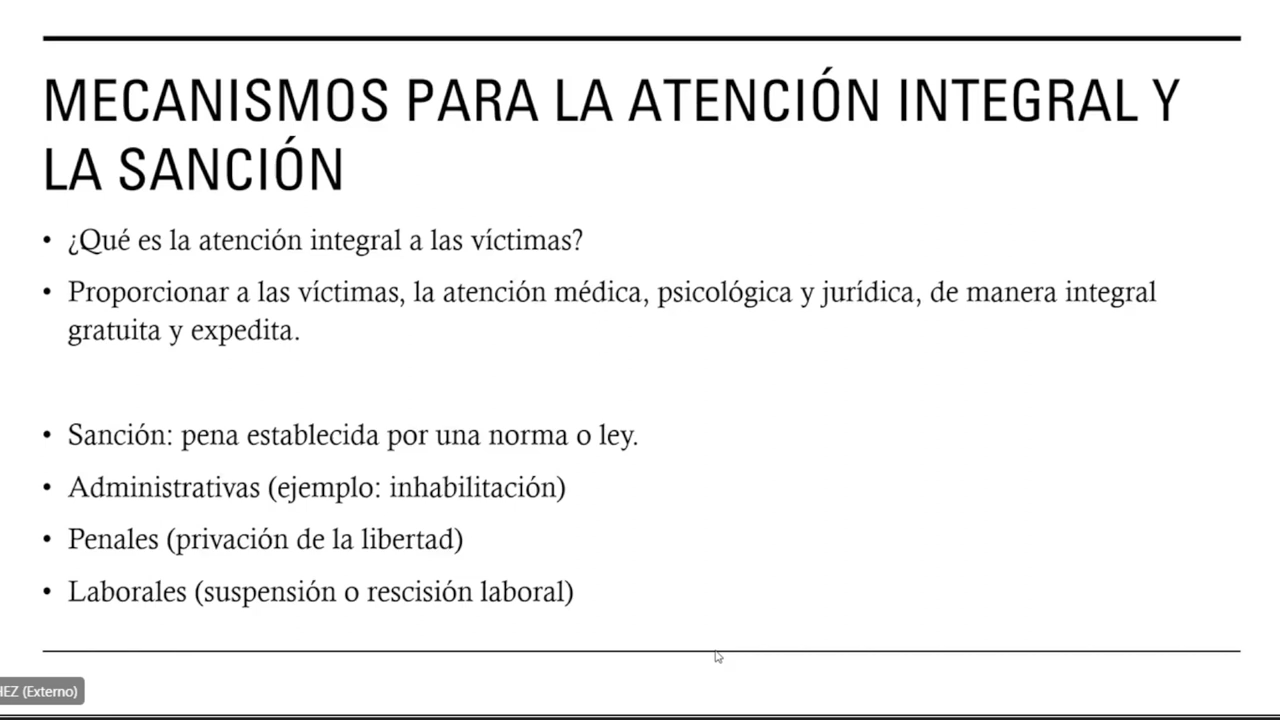 MECANISMOS PARA LA ATENCIÓN INTEGRAL Y
LA SANCIÓN
• ¿Qué es la atención integral a las víctimas?
• Proporcionar a las víctimas, la atención médica, psicológica y jurídica, de manera integral
gratuita y expedita.
• Sanción: pena establecida por una norma o ley.
• Administrativas (ejemplo: inhabilitación)
• Penales (privación de la libertad)
• Laborales (suspensión o rescisión laboral)
(Externo)